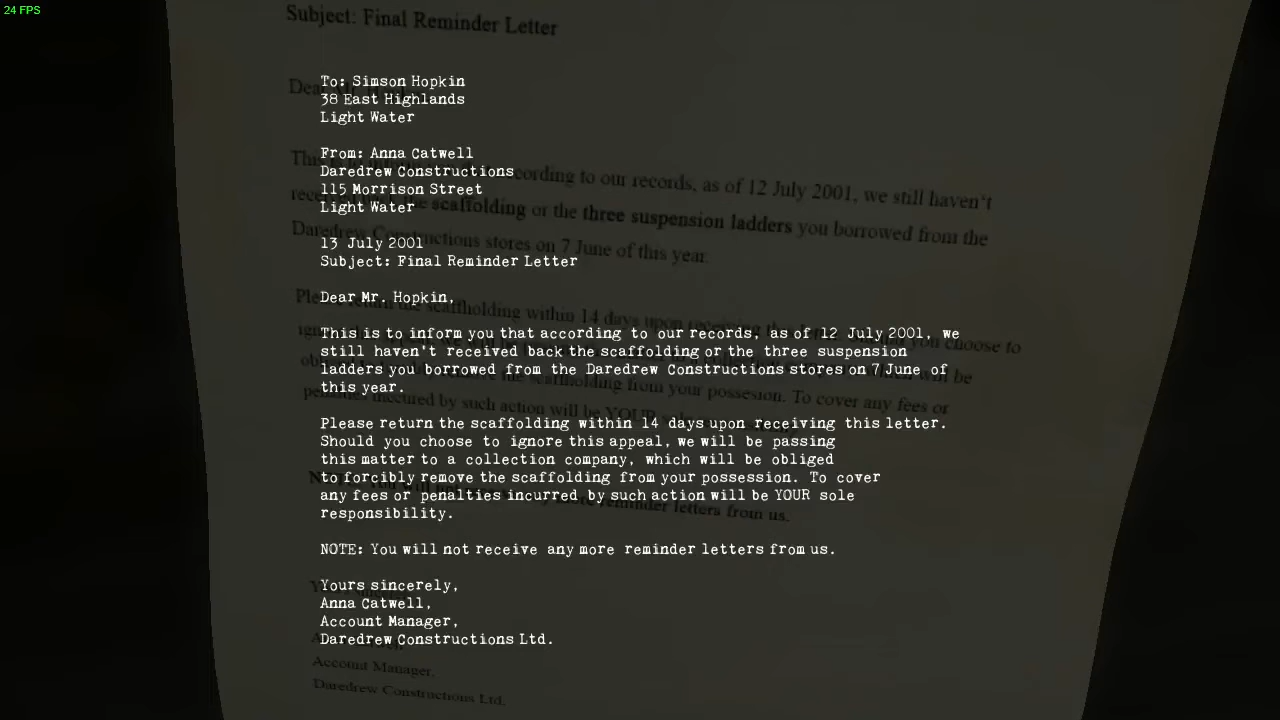 24 FPS
Subject: Final Reminder Letter
To: Simson Hopkin
38 East Highlands
Light Water
From: Anna Catwell
Daredrew Constructions
115 Morrison Street
Light Water
13 July 2001
Subject: Final Reminder Letter
Dear Mr. Hopkin,
This is to inform you that according to our records, as of 12 July 2001, we
still haven't received back the scaffolding or the three suspension
ladders you borrowed from the Daredrew Constructions stores on 7 June of
this year.
Please return the scaffolding within 14 days upon receiving this letter.
Should you choose to ignore this appeal, we will be passing
this matter to a collection company, which will be obliged
to forcibly remove the scaffolding from your possession. To cover
any fees or penalties incurred by such action will be YOUR sole
responsibility.
NOTE: You will not receive any more reminder letters from us.
Yours sincerely,
Anna Catwell,
Account Manager,
Daredrew Constructions Ltd.
Account Manager,
Daredrew Constructions Ltd.